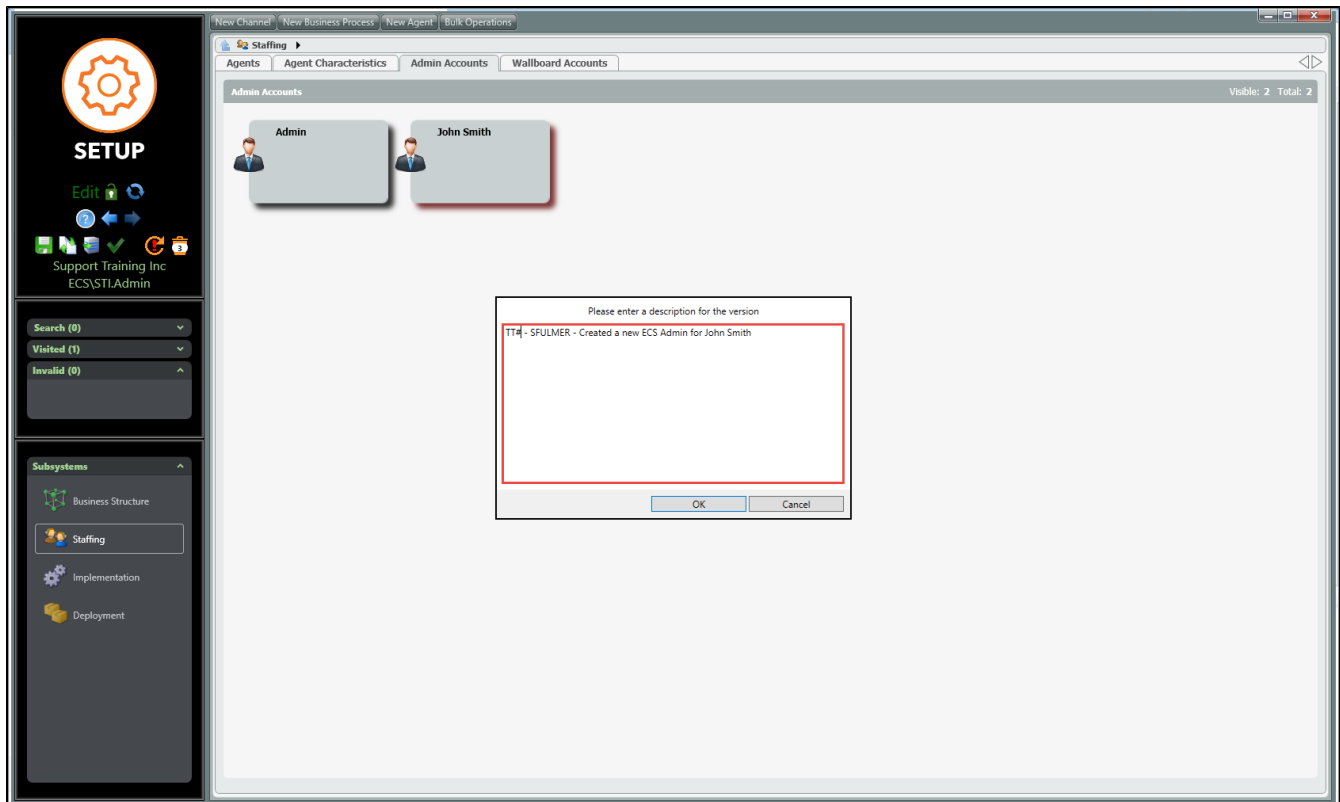 New Channel New Business Process New Agent Bulk Operations
Staffing
Agents Agent Characteristics Admin Accounts Wallboard Accounts
Admin Accounts Visible: 2 Total: 2
Admin John Smith
SETUP
Edit
?
3
Support Training Inc
ECS\STI.Admin
Search (0)
Visited (1)
Invalid (0)
Subsystems
Business Structure
Staffing
Implementation
Deployment
Please enter a description for the version
TT# - SFULMER - Created a new ECS Admin for John Smith
OK Cancel